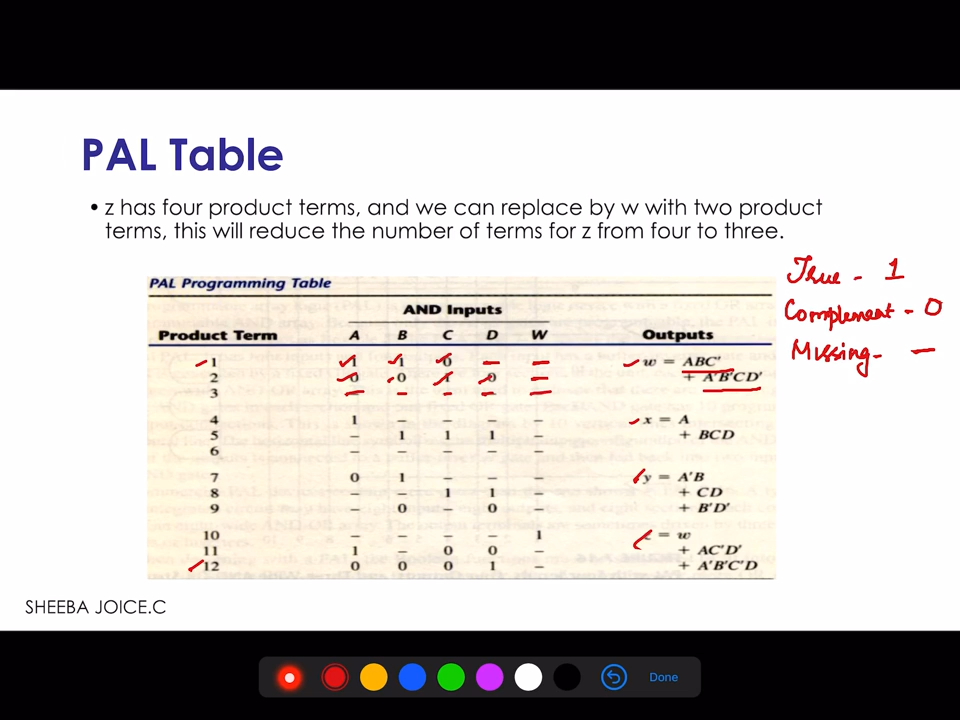 PAL Table
• z has four product terms, and we can replace by w with two product
terms, this will reduce the number of terms for z from four to three.
True - 1
Complement - 0
Missing - —
PAL Programming Table
AND Inputs
Product Term A B C D W Outputs
1 1 1 0 – – w = ABC'
2 0 0 1 0 – + A'B'CD'
3 – – – – –
4 1 – – – – x = A
5 – 1 1 1 – + BCD
6 – – – – –
7 0 1 – – – y = A'B
8 – – 1 1 – + CD
9 – 0 – 0 – + B'D'
10 – – – – 1 = w
11 1 – 0 0 – + AC'D'
12 0 0 0 1 – + A'B'C'D
SHEEBA JOICE.C
Done